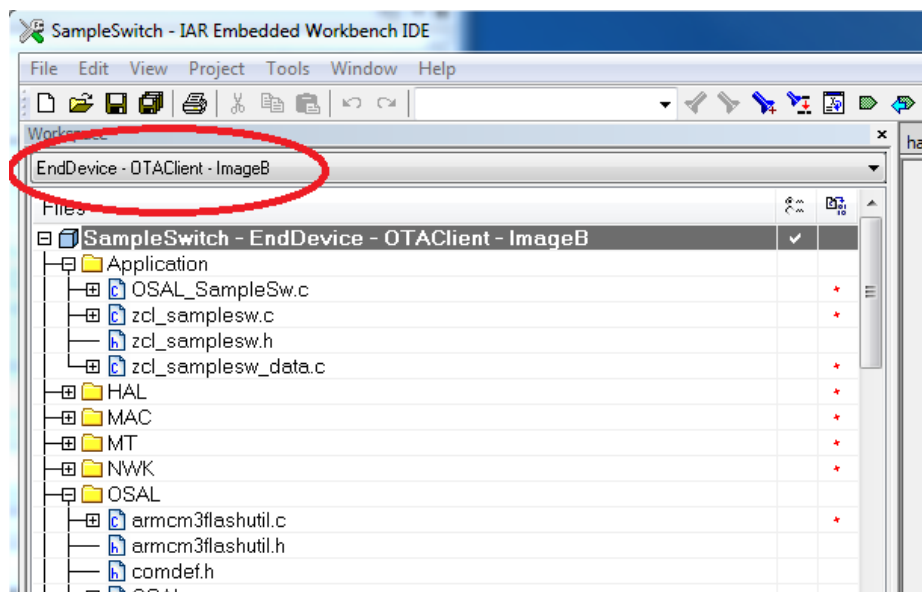 SampleSwitch - IAR Embedded Workbench IDE
File Edit View Project Tools Window Help
Workspace
EndDevice - OTAClient - ImageB
Files
SampleSwitch - EndDevice - OTAClient - ImageB
Application
OSAL_SampleSw.c
zcl_samplesw.c
zcl_samplesw.h
zcl_samplesw_data.c
HAL
MAC
MT
NWK
OSAL
armcm3flashutil.c
armcm3flashutil.h
comdef.h